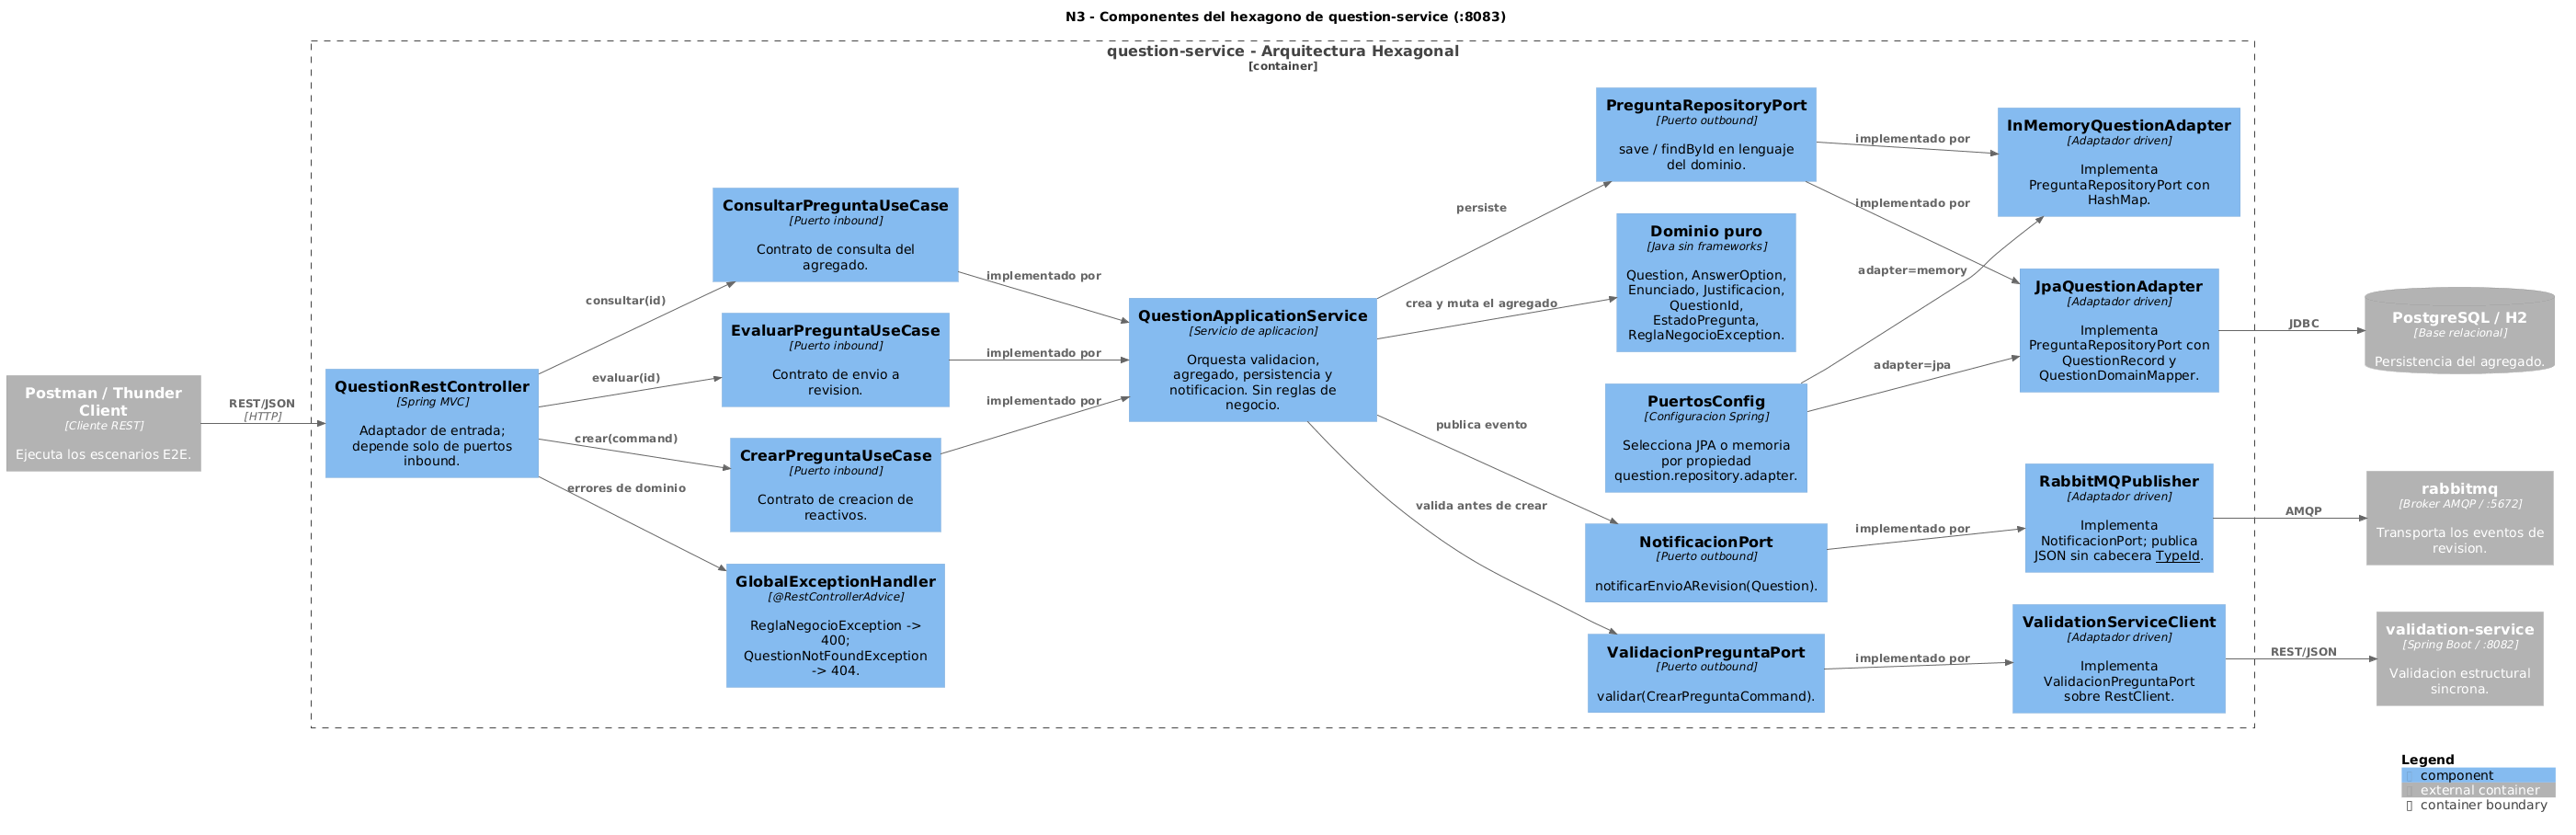 N3 - Componentes del hexagono de question-service (:8083)
question-service - Arquitectura Hexagonal
[container]
Postman / Thunder
Client
[Cliente REST]
Ejecuta los escenarios E2E.
REST/JSON
[HTTP]
QuestionRestController
[Spring MVC]
Adaptador de entrada;
depende solo de puertos
inbound.
consultar(id)
evaluar(id)
crear(command)
errores de dominio
ConsultarPreguntaUseCase
[Puerto inbound]
Contrato de consulta del
agregado.
EvaluarPreguntaUseCase
[Puerto inbound]
Contrato de envio a
revision.
CrearPreguntaUseCase
[Puerto inbound]
Contrato de creacion de
reactivos.
GlobalExceptionHandler
[@RestControllerAdvice]
ReglaNegocioException ->
400;
QuestionNotFoundException
-> 404.
implementado por
implementado por
implementado por
QuestionApplicationService
[Servicio de aplicacion]
Orquesta validacion,
agregado, persistencia y
notificacion. Sin reglas de
negocio.
persiste
crea y muta el agregado
publica evento
valida antes de crear
PreguntaRepositoryPort
[Puerto outbound]
save / findById en lenguaje
del dominio.
Dominio puro
[Java sin frameworks]
Question, AnswerOption,
Enunciado, Justificacion,
QuestionId,
EstadoPregunta,
ReglaNegocioException.
PuertosConfig
[Configuracion Spring]
Selecciona JPA o memoria
por propiedad
question.repository.adapter.
NotificacionPort
[Puerto outbound]
notificarEnvioARevision(Question).
ValidacionPreguntaPort
[Puerto outbound]
validar(CrearPreguntaCommand).
implementado por
implementado por
adapter=memory
adapter=jpa
implementado por
implementado por
InMemoryQuestionAdapter
[Adaptador driven]
Implementa
PreguntaRepositoryPort con
HashMap.
JpaQuestionAdapter
[Adaptador driven]
Implementa
PreguntaRepositoryPort con
QuestionRecord y
QuestionDomainMapper.
RabbitMQPublisher
[Adaptador driven]
Implementa
NotificacionPort; publica
JSON sin cabecera TypeId.
ValidationServiceClient
[Adaptador driven]
Implementa
ValidacionPreguntaPort
sobre RestClient.
JDBC
AMQP
REST/JSON
PostgreSQL / H2
[Base relacional]
Persistencia del agregado.
rabbitmq
[Broker AMQP / :5672]
Transporta los eventos de
revision.
validation-service
[Spring Boot / :8082]
Validacion estructural
sincrona.
Legend
component
external container
container boundary